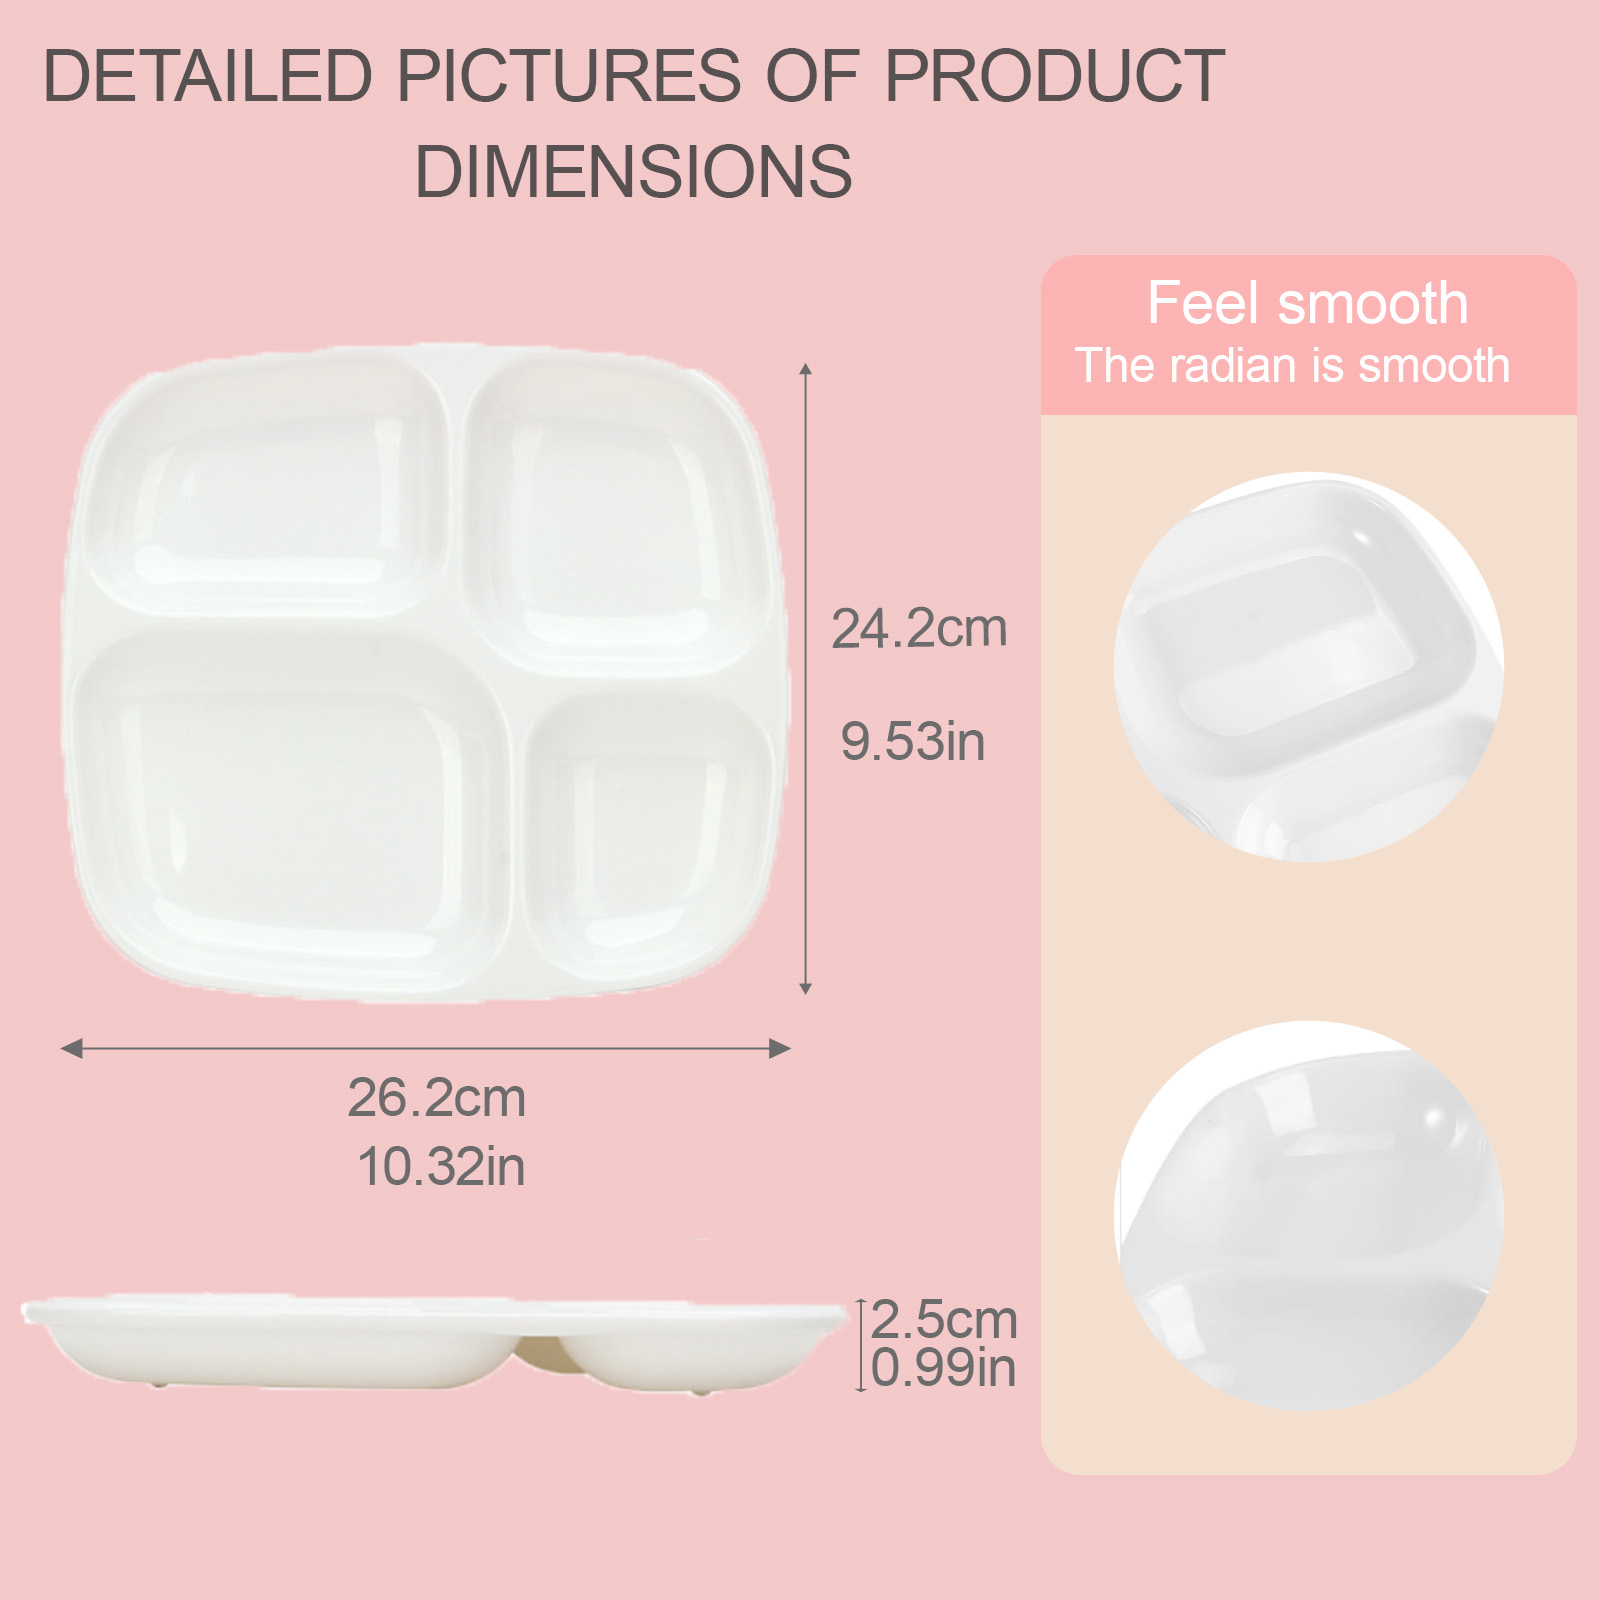 DETAILED PICTURES OF PRODUCT
DIMENSIONS
Feel smooth
The radian is smooth
24.2cm
9.53in
26.2cm
10.32in
2.5cm
0.99in